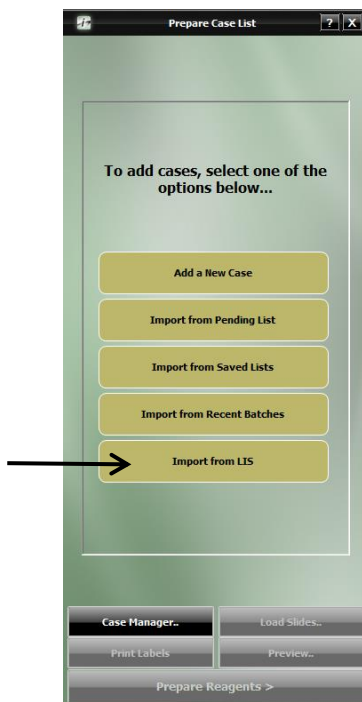 Prepare Case List ? X
To add cases, select one of the
options below...
Add a New Case
Import from Pending List
Import from Saved Lists
Import from Recent Batches
Import from LIS
Case Manager.. Load Slides..
Print Labels Preview..
Prepare Reagents >